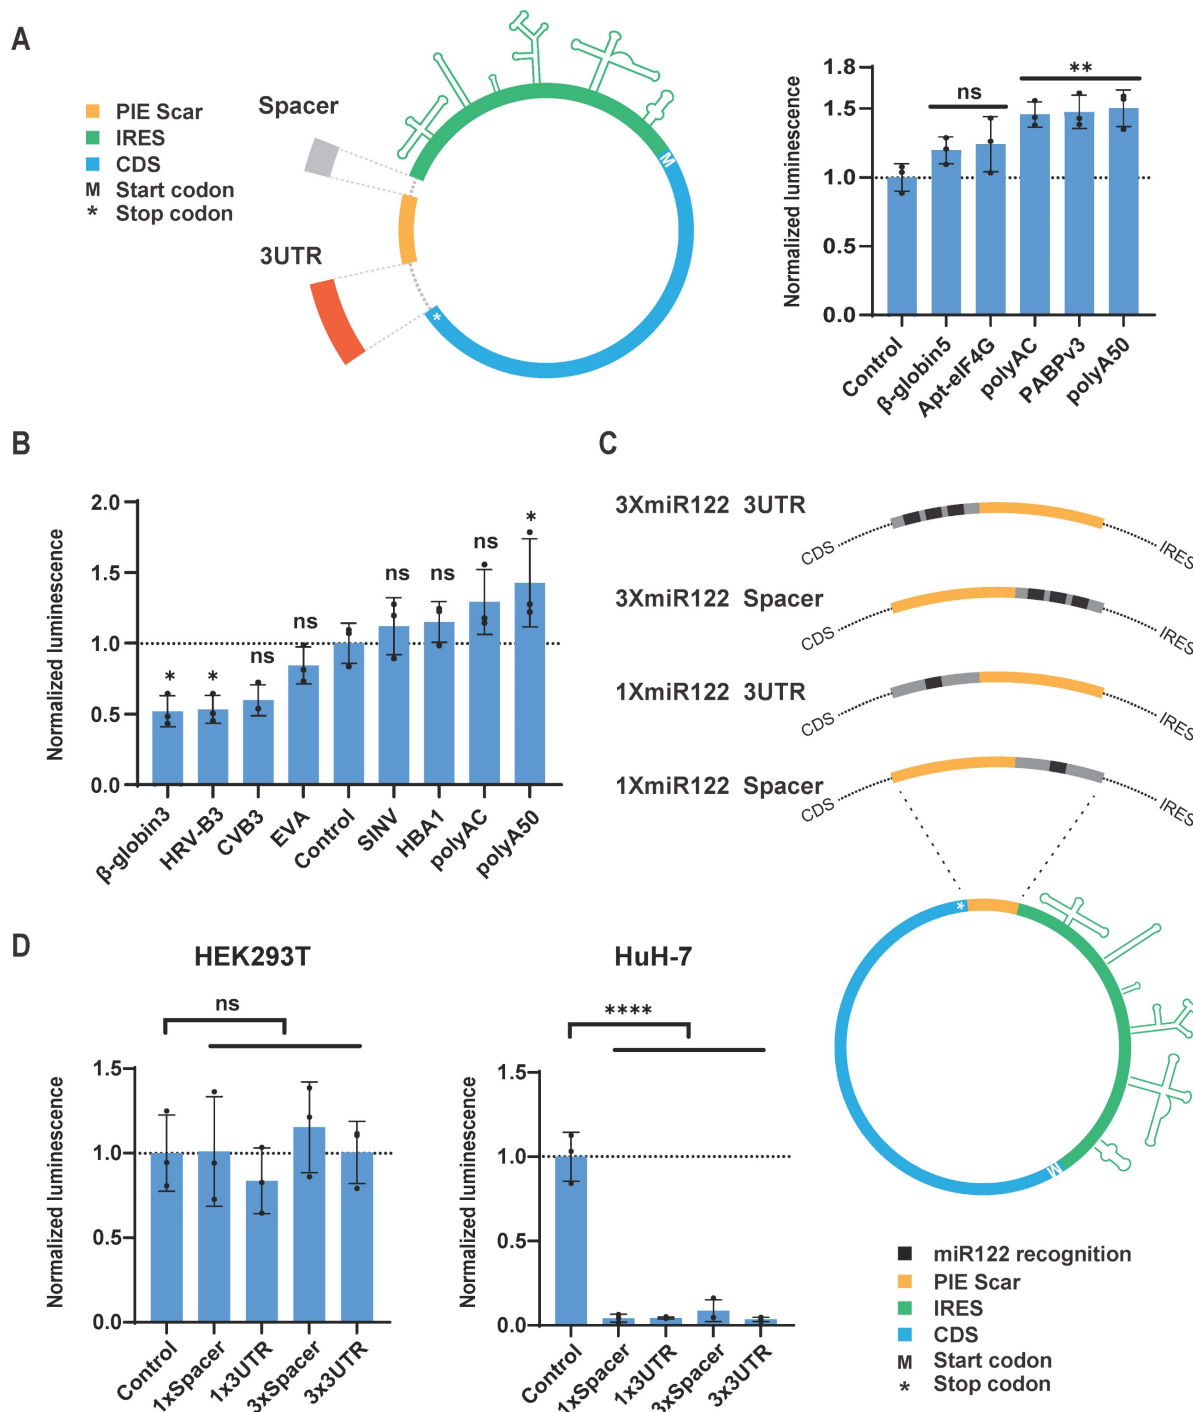 A
Spacer
PIE Scar
IRES
CDS
M Start codon
* Stop codon
3UTR
M
*
Normalized luminescence
1.8
1.5
1.0
0.5
0.0
ns
**
Control
β-globin5
Apt-eIF4G
polyAC
PABPv3
polyA50
B
Normalized luminescence
2.0
1.5
1.0
0.5
0.0
*
*
ns
ns
ns
ns
ns
*
β-globin3
HRV-B3
CVB3
EVA
Control
SINV
HBA1
polyAC
polyA50
C
3XmiR122 3UTR
CDS
IRES
3XmiR122 Spacer
CDS
IRES
1XmiR122 3UTR
CDS
IRES
1XmiR122 Spacer
CDS
IRES
*
M
miR122 recognition
PIE Scar
IRES
CDS
M Start codon
* Stop codon
D
HEK293T
ns
Normalized luminescence
1.5
1.0
0.5
0.0
Control
1xSpacer
1x3UTR
3xSpacer
3x3UTR
HuH-7
****
Normalized luminescence
1.5
1.0
0.5
0.0
Control
1xSpacer
1x3UTR
3xSpacer
3x3UTR